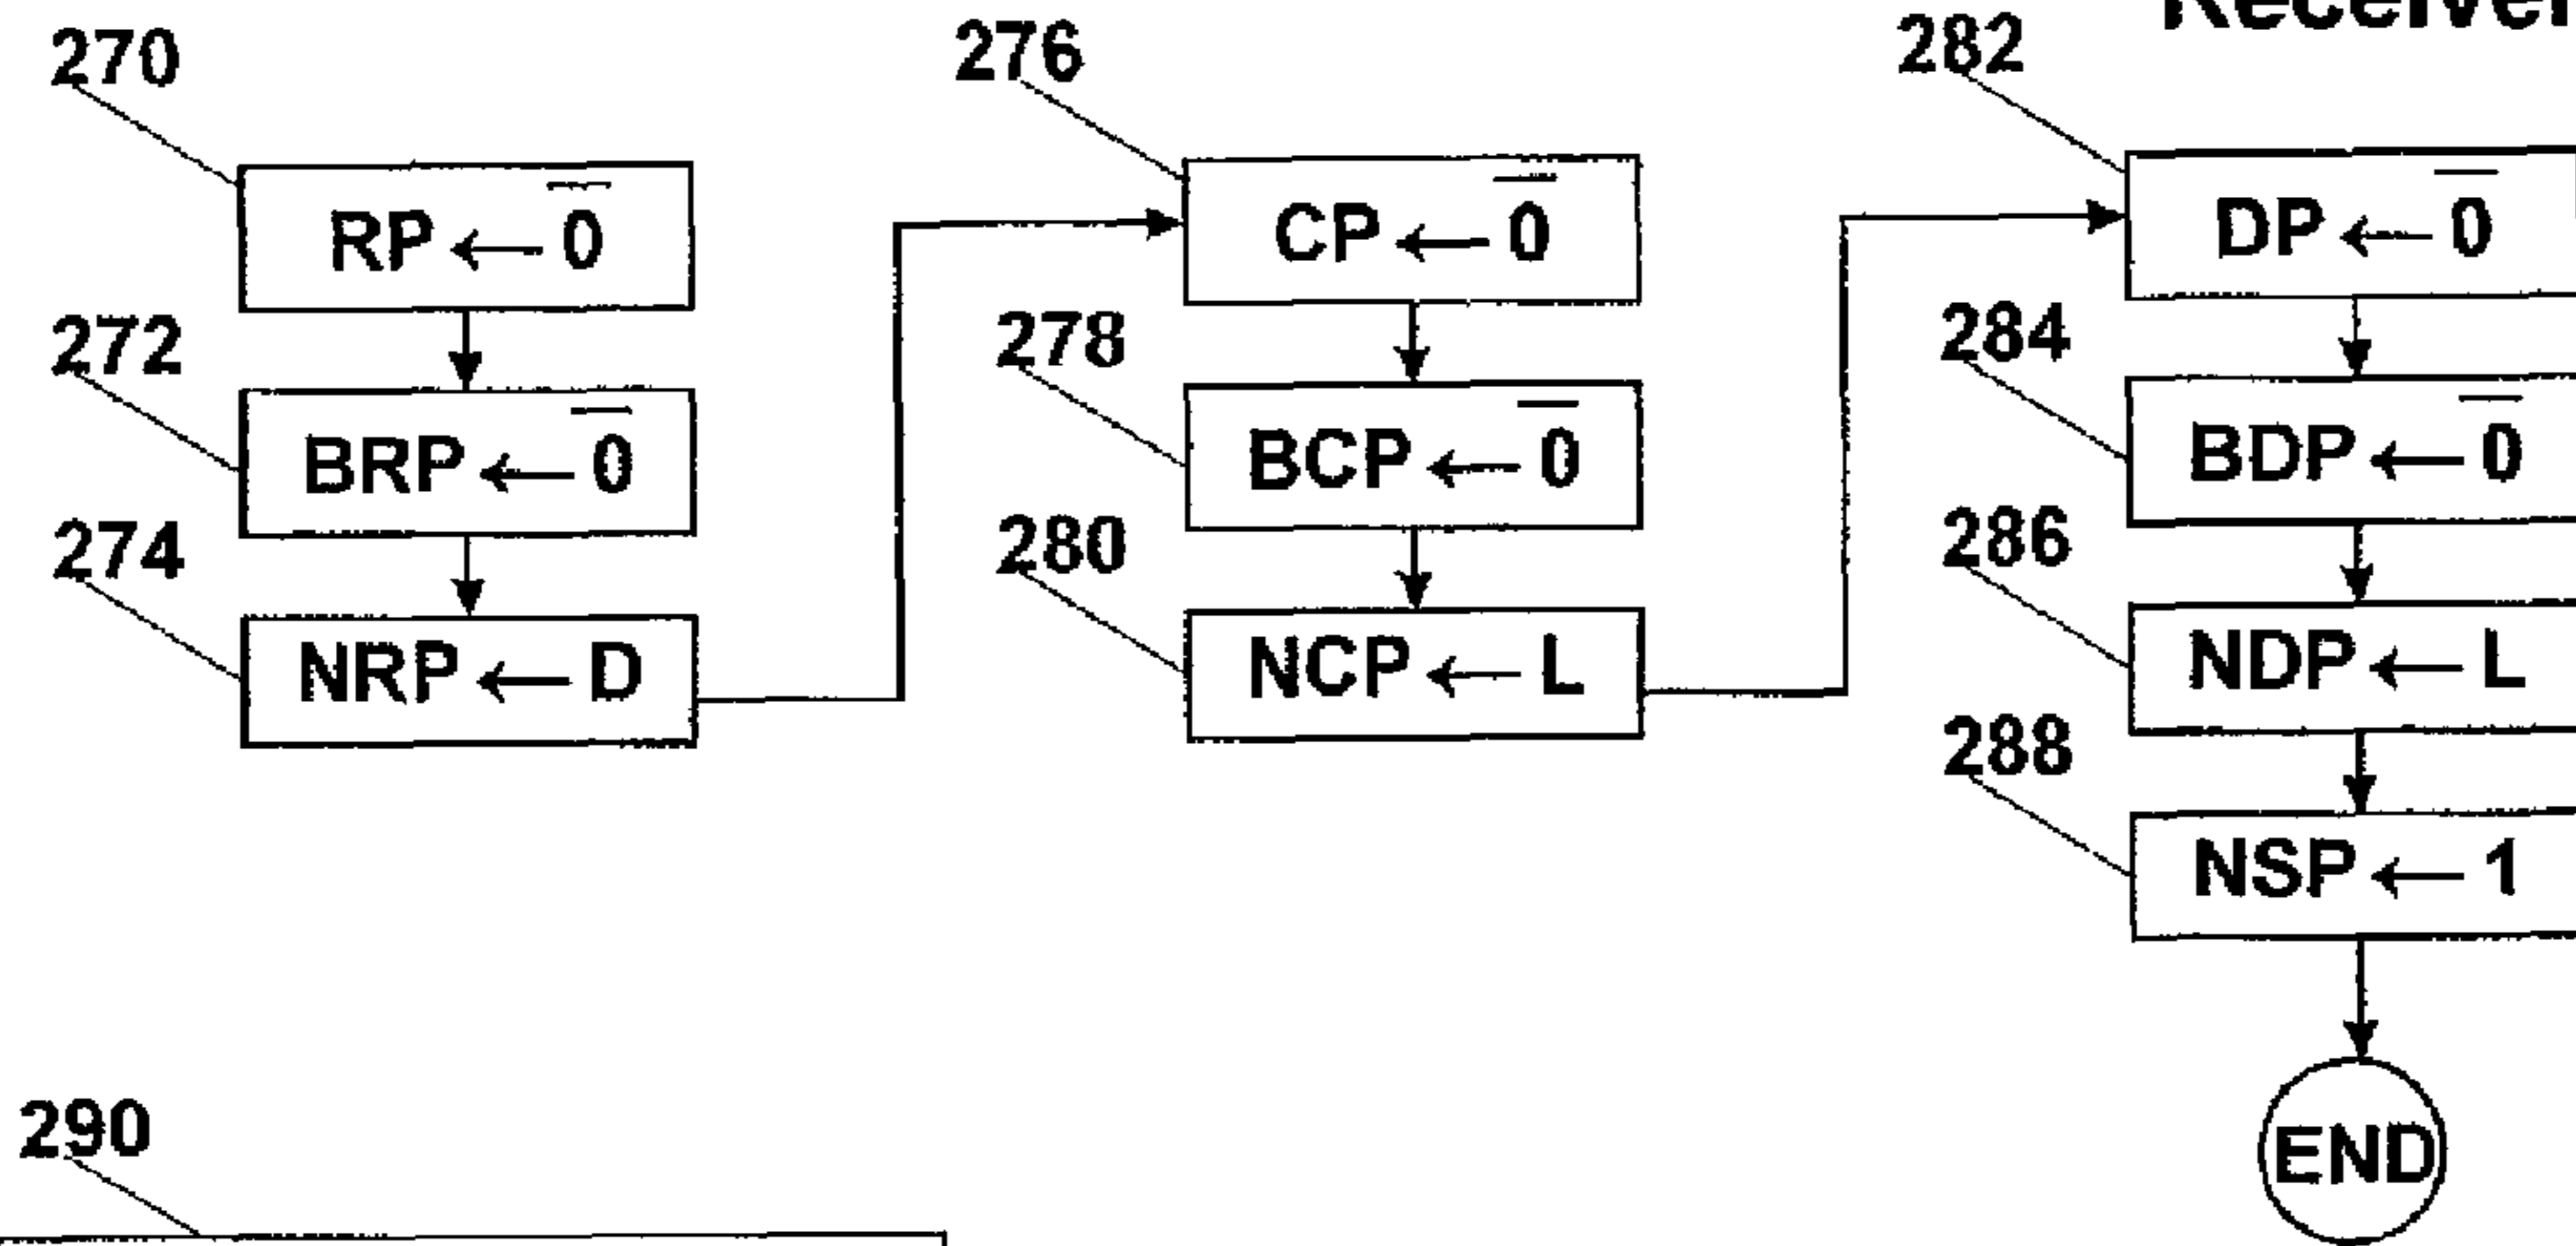 Receiver
270
RP ← 0̅
272
BRP ← 0̅
274
NRP ← D
276
CP ← 0̅
278
BCP ← 0̅
280
NCP ← L
282
DP ← 0̅
284
BDP ← 0̅
286
NDP ← L
288
NSP ← 1
END
290